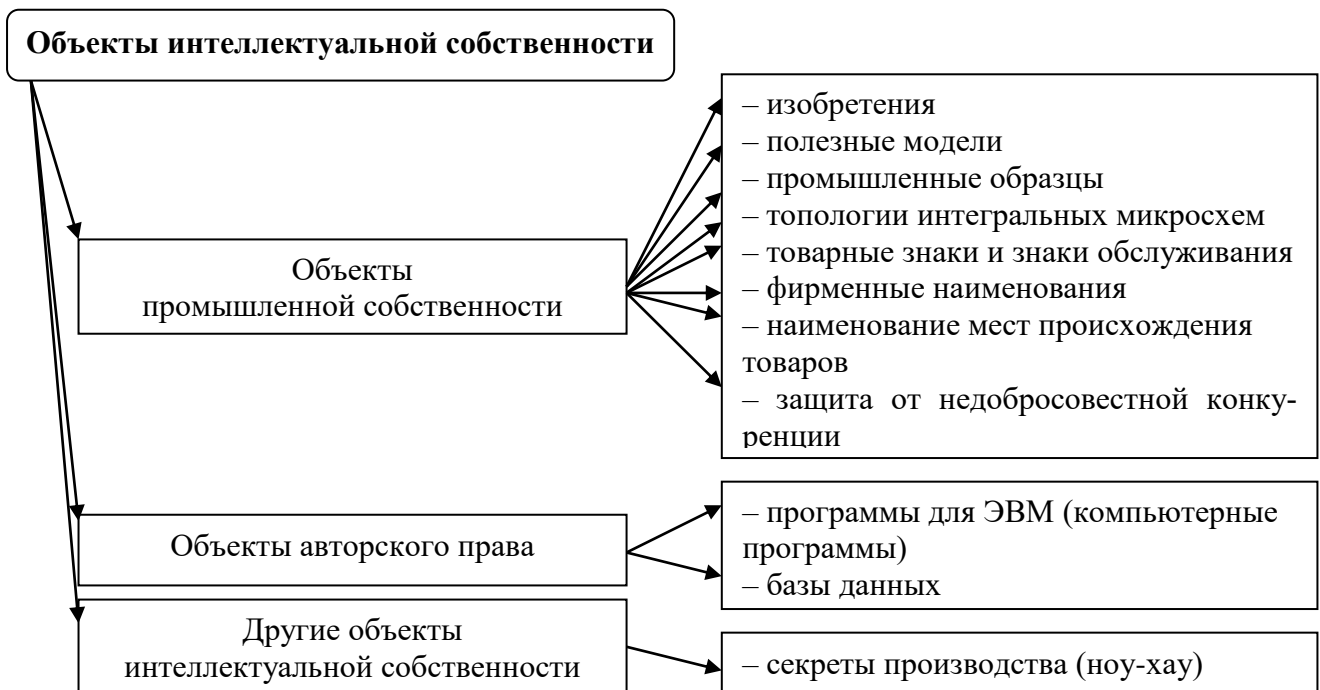 Объекты интеллектуальной собственности
– изобретения
– полезные модели
– промышленные образцы
– топологии интегральных микросхем
– товарные знаки и знаки обслуживания
– фирменные наименования
– наименование мест происхождения
товаров
– защита от недобросовестной конку-
ренции
Объекты
промышленной собственности
Объекты авторского права
– программы для ЭВМ (компьютерные
программы)
– базы данных
Другие объекты
интеллектуальной собственности
– секреты производства (ноу-хау)